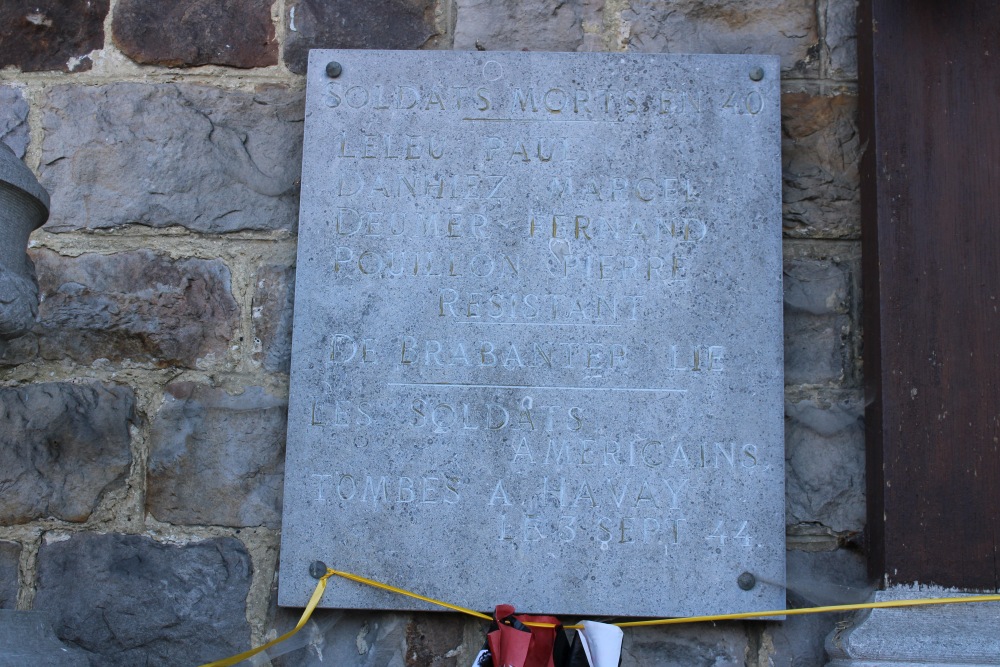 SOLDATS MORTS EN 40
LELEU PAUL
DANHIEZ MARCEL
DEUMIER FERNAND
POUILLON PIERRE
RESISTANT
DE BRABANTER LIE
LES SOLDATS
AMERICAINS.
TOMBES A HAVAY
LE 3 SEPT 44